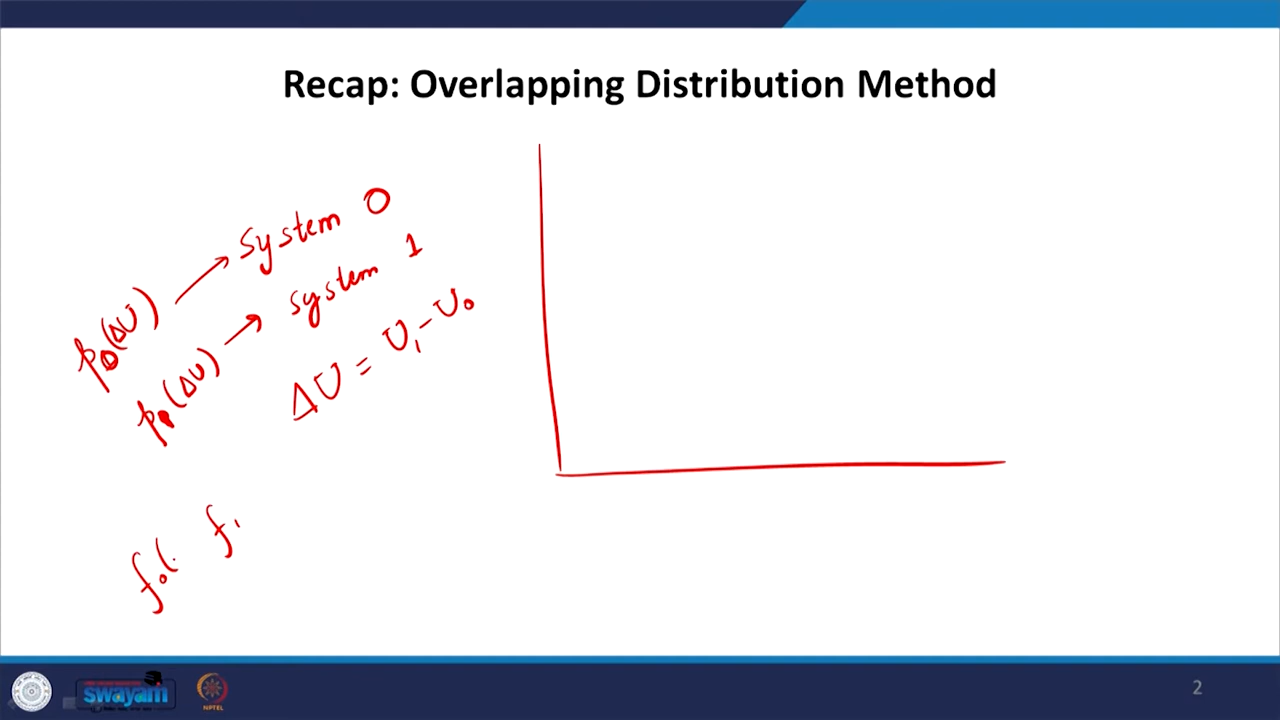 Recap: Overlapping Distribution Method
p₀(ΔU) → System 0
p₁(ΔU) → system 1
ΔU = U₁ - U₀
f₀(. f₁
swayam
NPTEL
2